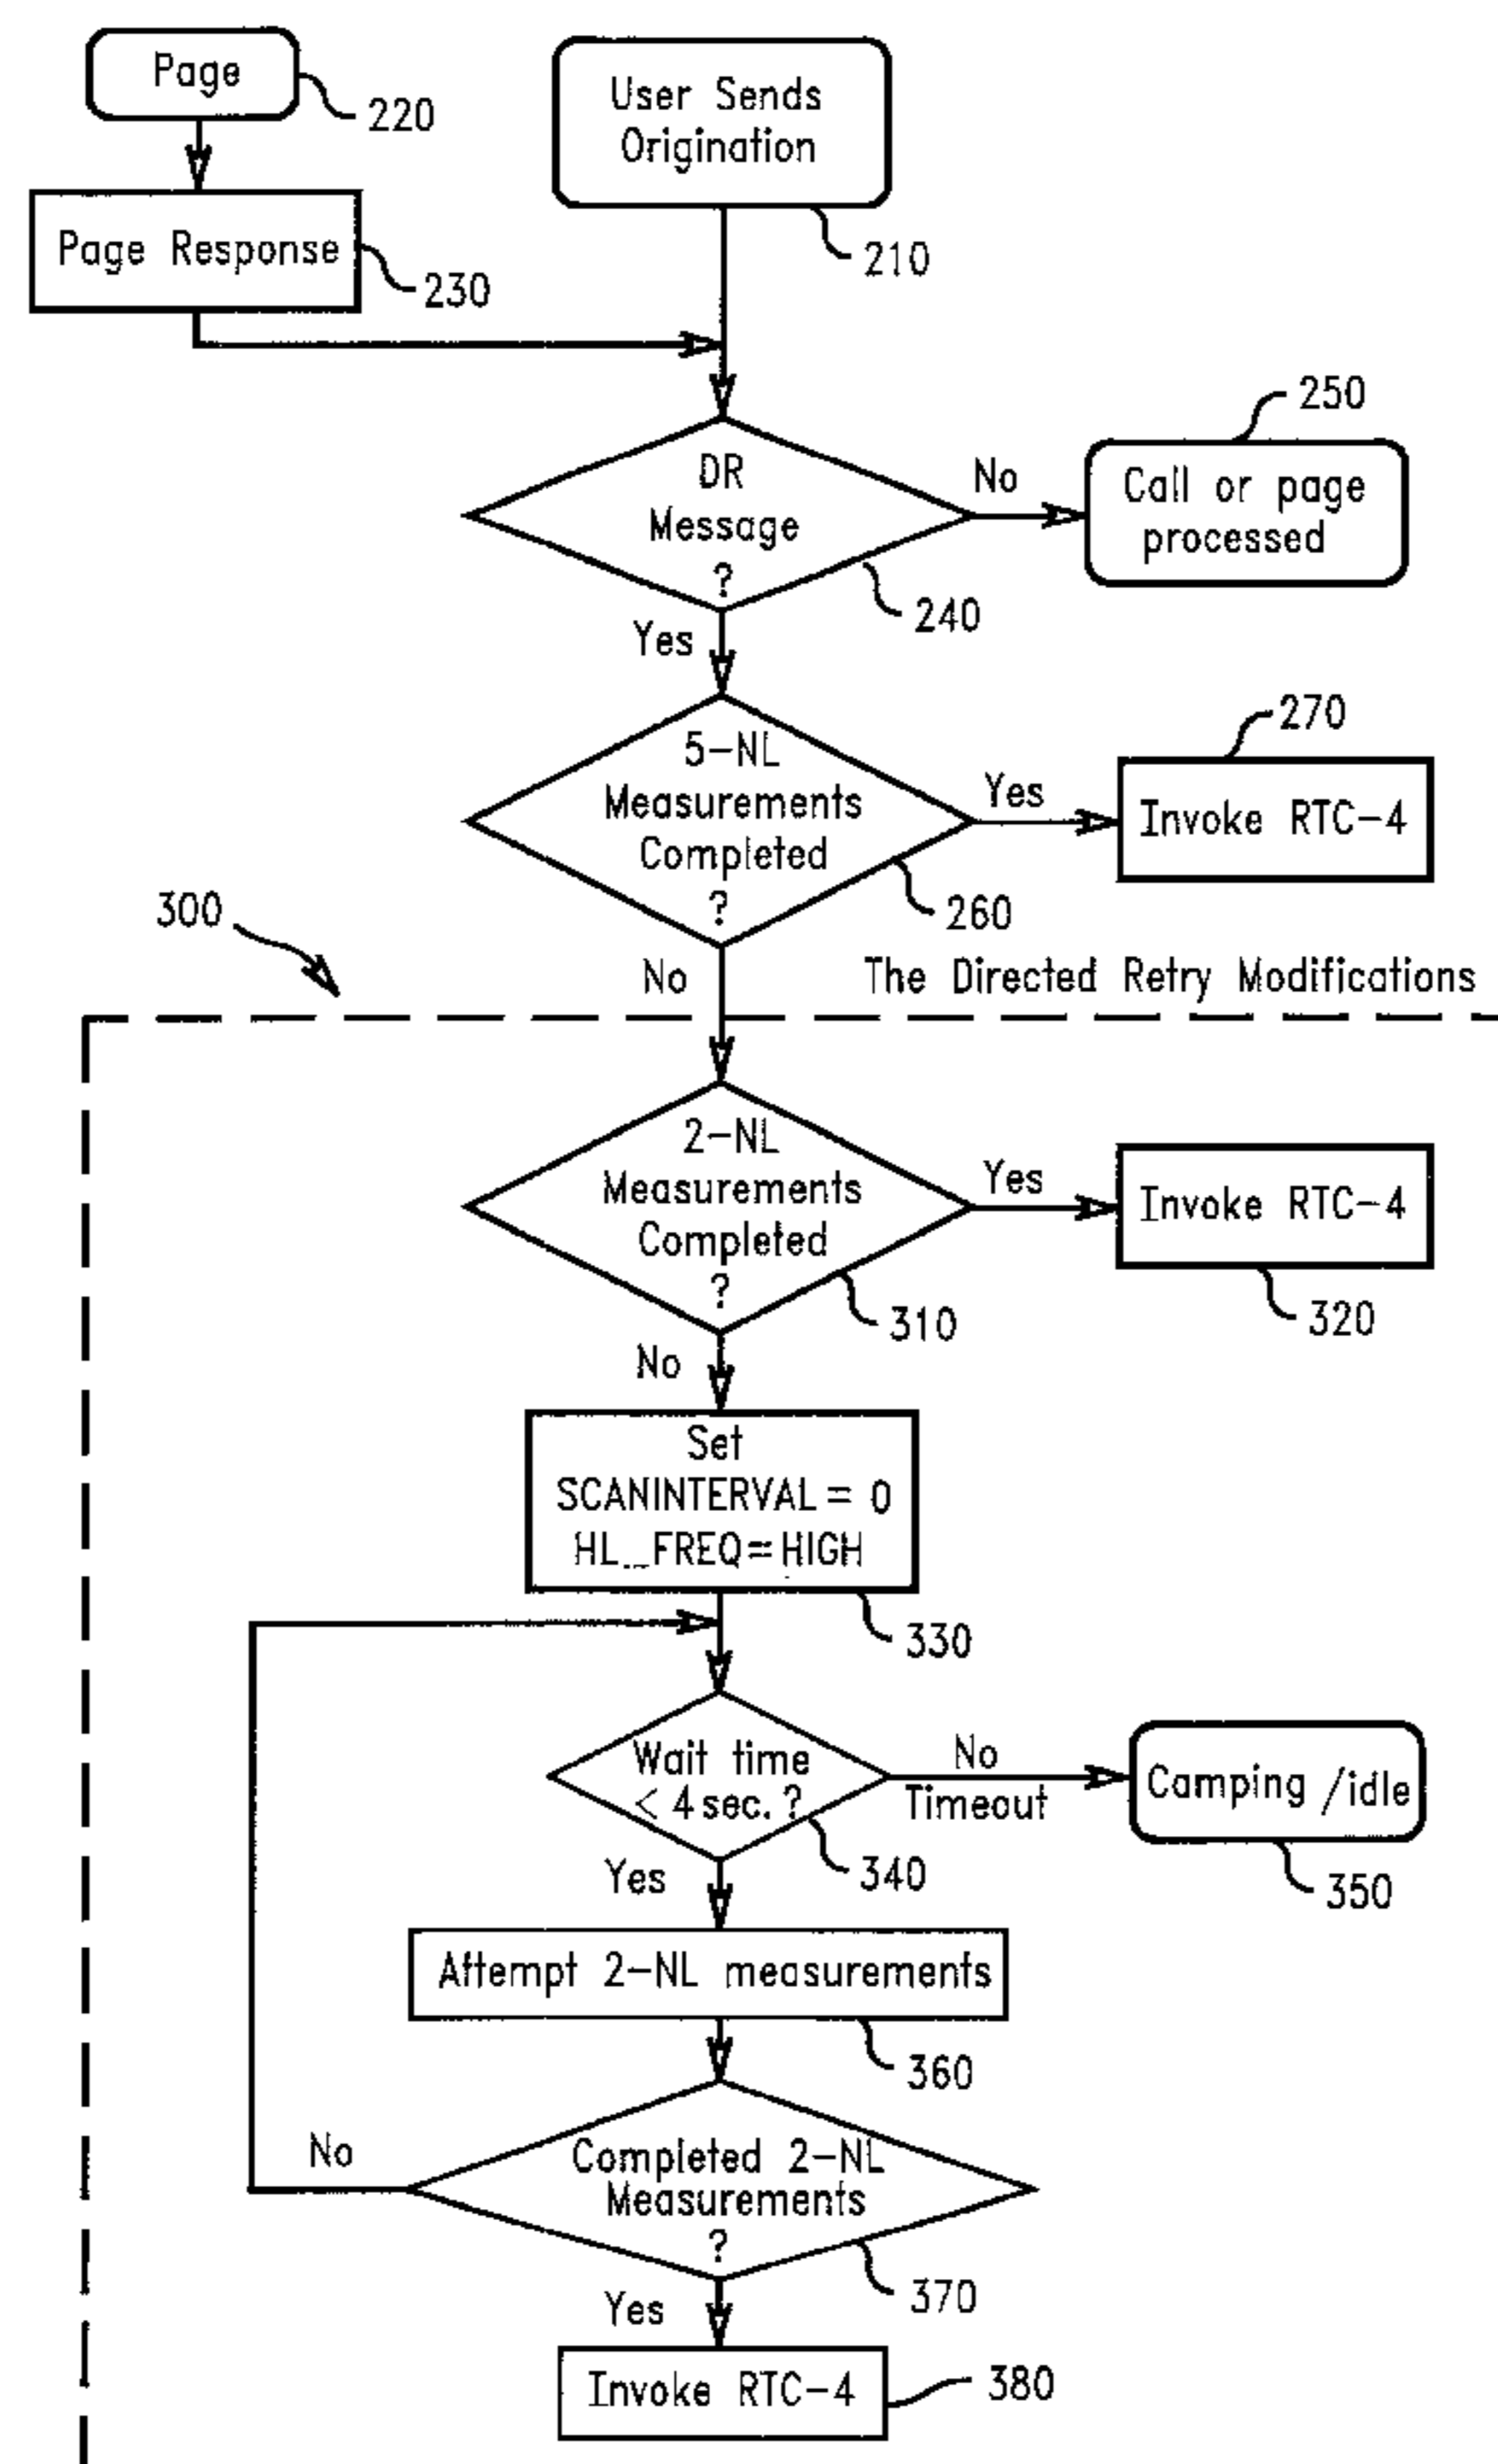 Page
220
User Sends
Origination
210
Page Response
230
DR
Message
?
240
No
250
Call or page
processed
Yes
5-NL
Measurements
Completed
?
260
Yes
270
Invoke RTC-4
300
No
The Directed Retry Modifications
2-NL
Measurements
Completed
?
310
Yes
Invoke RTC-4
320
No
Set
SCANINTERVAL = 0
HL_FREQ = HIGH
330
Wait time
< 4 sec. ?
340
No
Timeout
Camping /idle
350
Yes
Attempt 2-NL measurements
360
Completed 2-NL
Measurements
?
370
No
Yes
Invoke RTC-4
380